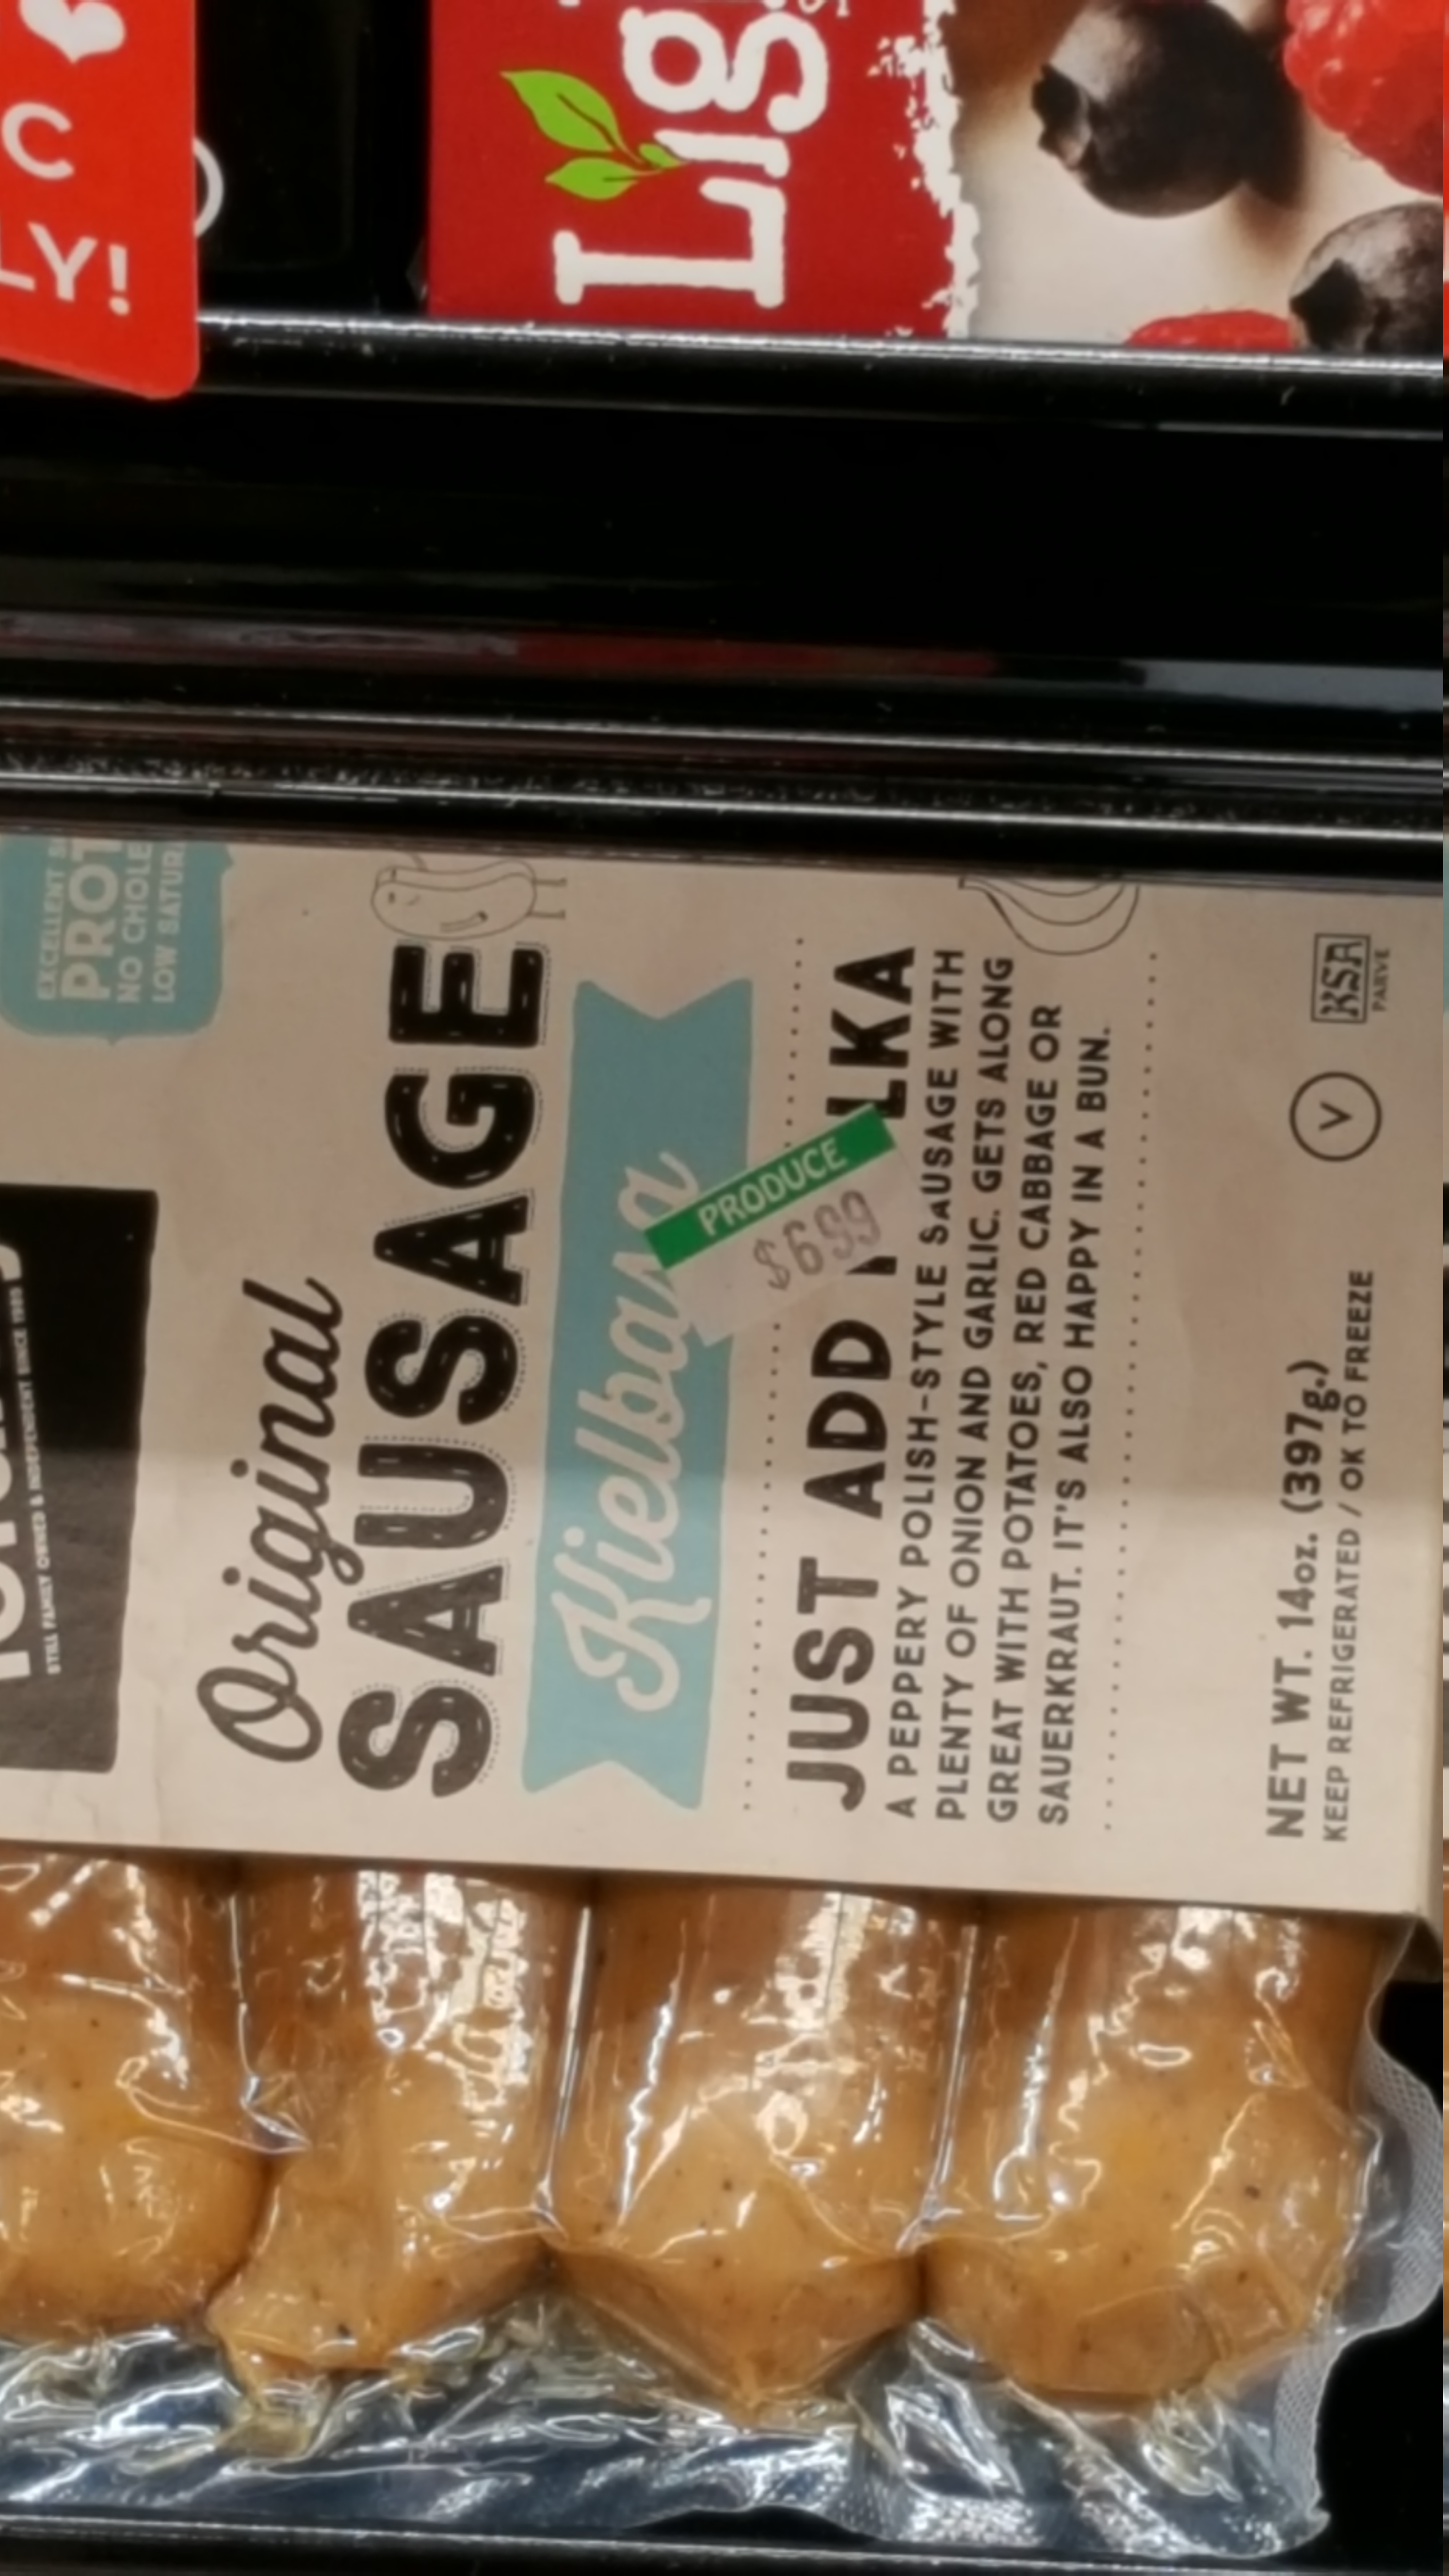 C
LY!
Lig
EXCELLENT
PROT
NO CHOLE
LOW SATUR
STILL FAMILY OWNED & INDEPENDENT SINCE 1980
Original
SAUSAGE
Kielbasa
PRODUCE
$6.99
JUST ADD LKA
A PEPPERY POLISH-STYLE SAUSAGE WITH
PLENTY OF ONION AND GARLIC. GETS ALONG
GREAT WITH POTATOES, RED CABBAGE OR
SAUERKRAUT. IT'S ALSO HAPPY IN A BUN.
V
KSA
PARVE
NET WT. 14oz. (397g.)
KEEP REFRIGERATED / OK TO FREEZE